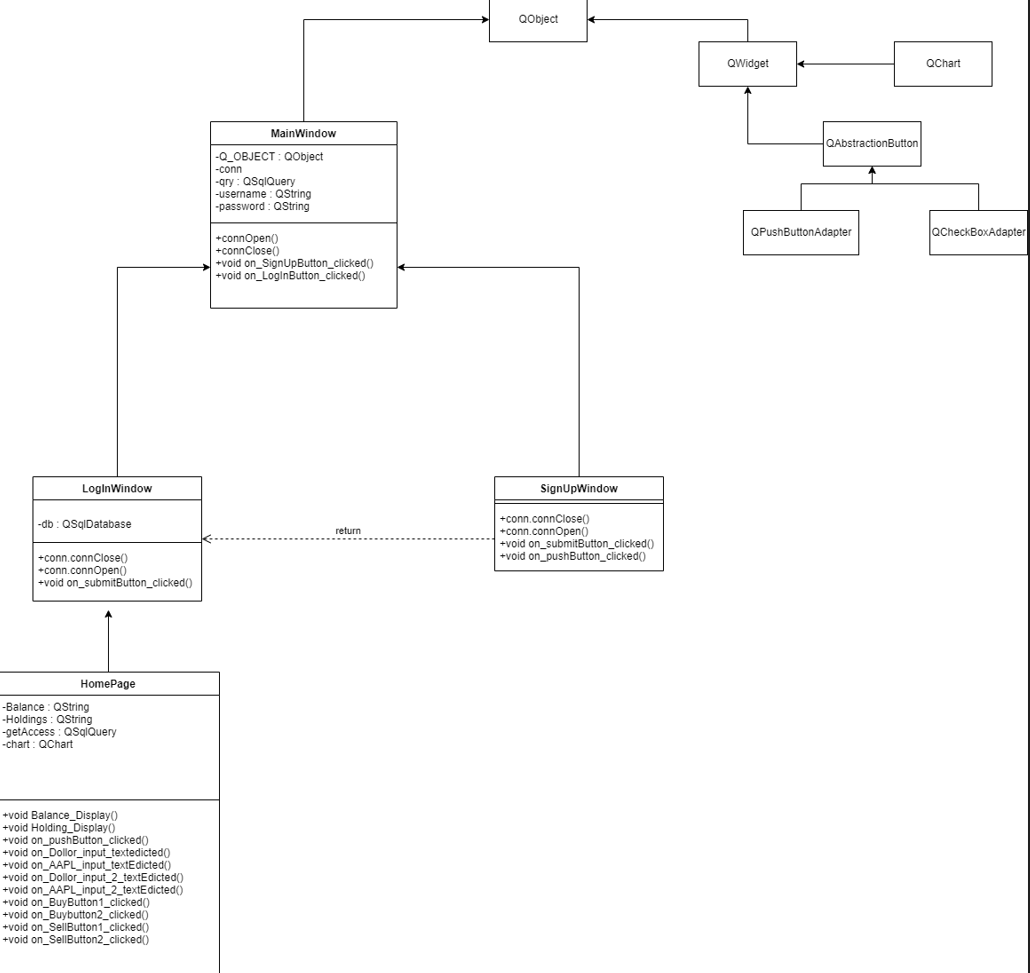 QObject
QWidget
QChart
QAbstractionButton
QPushButtonAdapter
QCheckBoxAdapter
MainWindow
-Q_OBJECT : QObject
-conn
-qry : QSqlQuery
-username : QString
-password : QString
+connOpen()
+connClose()
+void on_SignUpButton_clicked()
+void on_LogInButton_clicked()
LogInWindow
-db : QSqlDatabase
+conn.connClose()
+conn.connOpen()
+void on_submitButton_clicked()
return
SignUpWindow
+conn.connClose()
+conn.connOpen()
+void on_submitButton_clicked()
+void on_pushButton_clicked()
HomePage
-Balance : QString
-Holdings : QString
-getAccess : QSqlQuery
-chart : QChart
+void Balance_Display()
+void Holding_Display()
+void on_pushButton_clicked()
+void on_Dollor_input_textedicted()
+void on_AAPL_input_textEdicted()
+void on_Dollor_input_2_textEdicted()
+void on_AAPL_input_2_textEdicted()
+void on_BuyButton1_clicked()
+void on_Buybutton2_clicked()
+void on_SellButton1_clicked()
+void on_SellButton2_clicked()